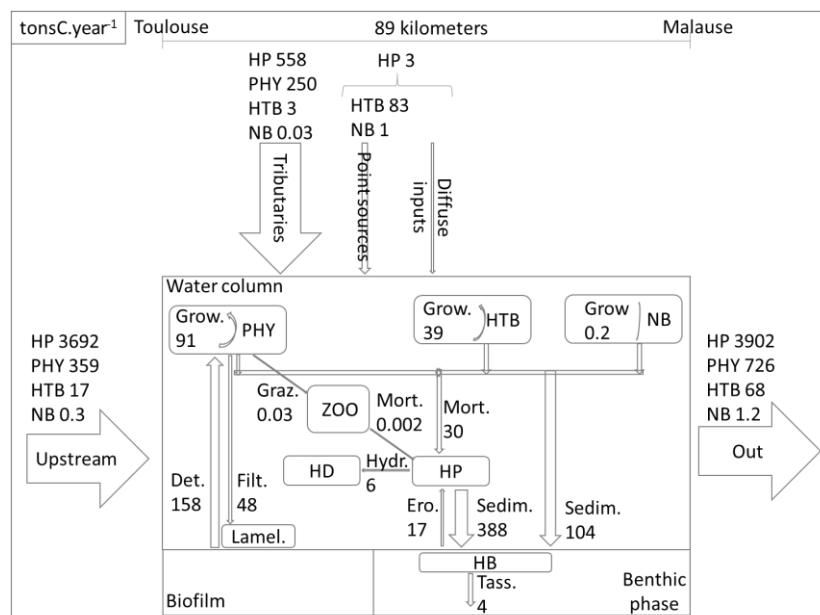 tonsC.year-1
Toulouse
89 kilometers
Malause
HP 558
PHY 250
HTB 3
NB 0.03
HP 3
HTB 83
NB 1
Tributaries
Point sources
Diffuse
inputs
Water column
Grow.
91
PHY
Grow.
39
HTB
Grow
0.2
NB
HP 3692
PHY 359
HTB 17
NB 0.3
Upstream
HP 3902
PHY 726
HTB 68
NB 1.2
Out
Graz.
0.03
ZOO
Mort.
0.002
Mort.
30
HD
Hydr.
6
HP
Det.
158
Filt.
48
Ero.
17
Sedim.
388
Sedim.
104
Lamel.
HB
Tass.
4
Biofilm
Benthic
phase